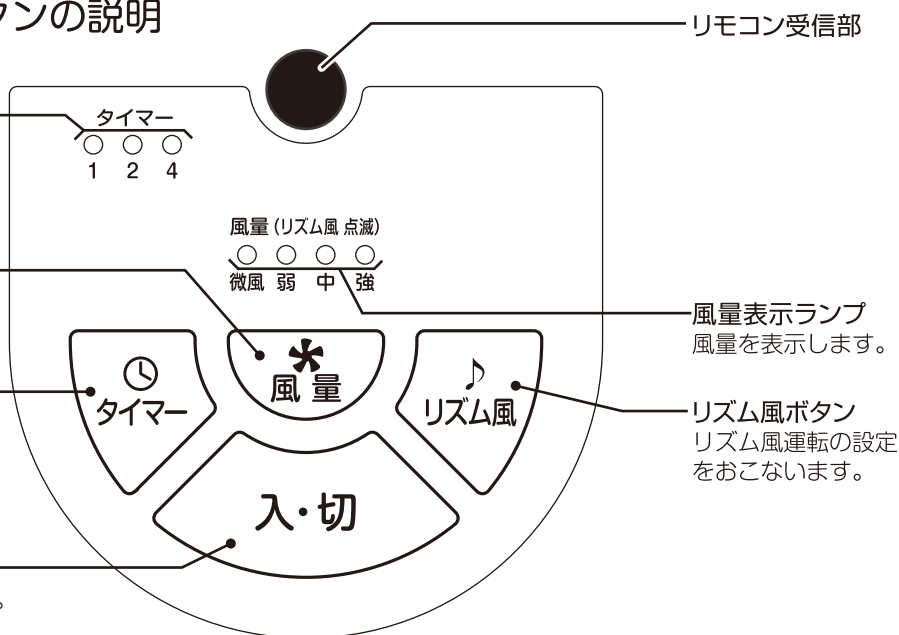 タンの説明
リモコン受信部
タイマー
1 2 4
風量(リズム風 点滅)
微風 弱 中 強
風量表示ランプ
風量を表示します。
タイマー
風量
リズム風
リズム風ボタン
リズム風運転の設定
をおこないます。
入・切
。